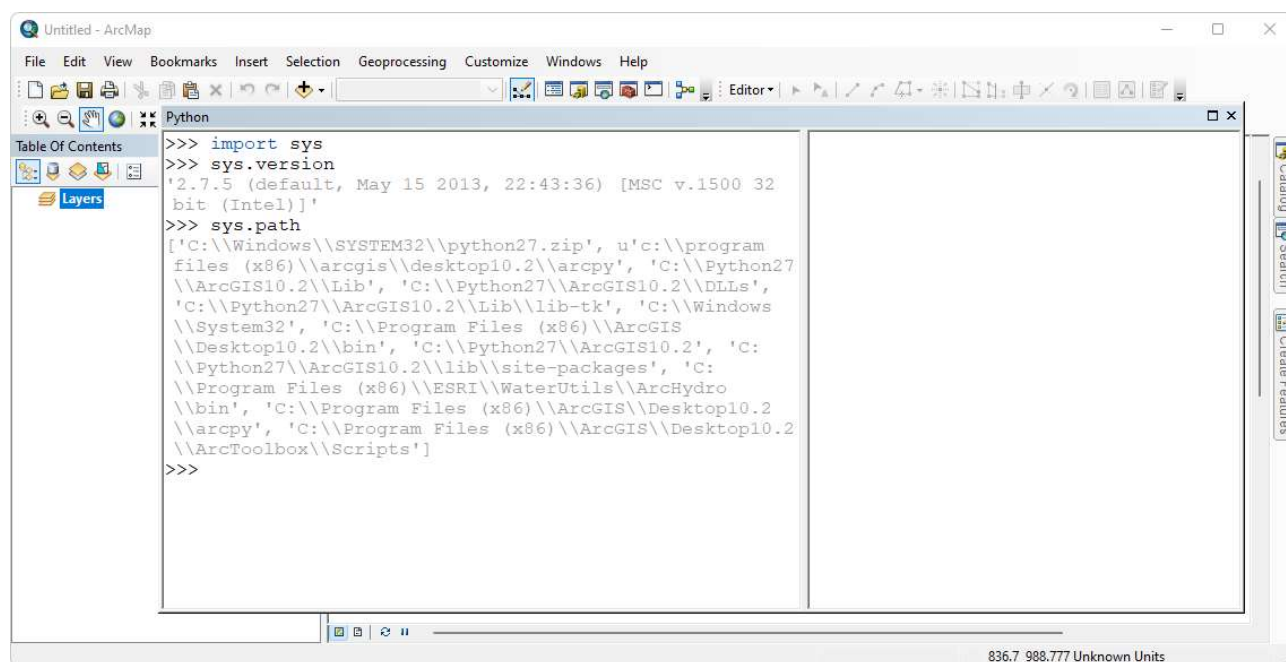 Untitled - ArcMap
File Edit View Bookmarks Insert Selection Geoprocessing Customize Windows Help
Editor
Python
Table Of Contents
Layers
>>> import sys
>>> sys.version
'2.7.5 (default, May 15 2013, 22:43:36) [MSC v.1500 32
bit (Intel)]'
>>> sys.path
['C:\\Windows\\SYSTEM32\\python27.zip', u'c:\\program
files (x86)\\arcgis\\desktop10.2\\arcpy', 'C:\\Python27
\\ArcGIS10.2\\Lib', 'C:\\Python27\\ArcGIS10.2\\DLLs',
'C:\\Python27\\ArcGIS10.2\\Lib\\lib-tk', 'C:\\Windows
\\System32', 'C:\\Program Files (x86)\\ArcGIS
\\Desktop10.2\\bin', 'C:\\Python27\\ArcGIS10.2', 'C:
\\Python27\\ArcGIS10.2\\lib\\site-packages', 'C:
\\Program Files (x86)\\ESRI\\WaterUtils\\ArcHydro
\\bin', 'C:\\Program Files (x86)\\ArcGIS\\Desktop10.2
\\arcpy', 'C:\\Program Files (x86)\\ArcGIS\\Desktop10.2
\\ArcToolbox\\Scripts']
>>>
Catalog
Search
Create Features
836.7 988.777 Unknown Units